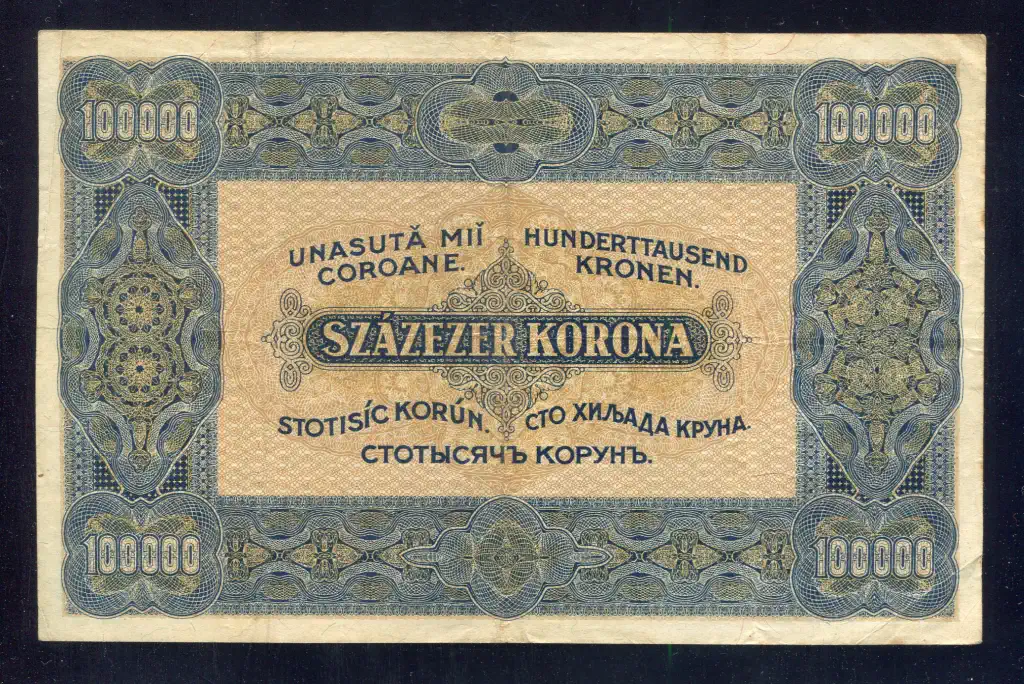 100000
100000
UNASUTĂ MIĬ
COROANE.
HUNDERTTAUSEND
KRONEN.
SZÁZEZER KORONA
STOTISÍC KORÚN.
СТО ХИЉАДА КРУНА.
СТОТЫСЯЧЪ КОРУНЪ.
100000
100000